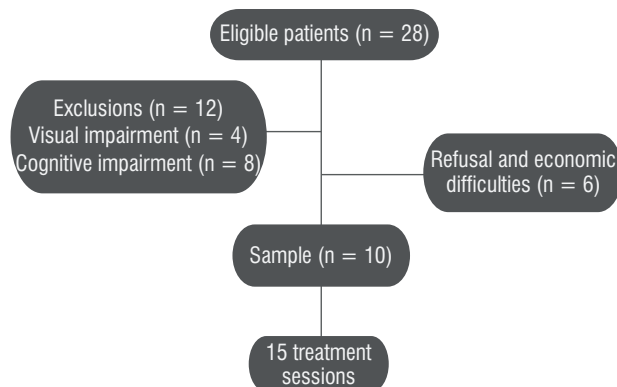 Eligible patients (n = 28)
Exclusions (n = 12)
Visual impairment (n = 4)
Cognitive impairment (n = 8)
Refusal and economic
difficulties (n = 6)
Sample (n = 10)
15 treatment
sessions